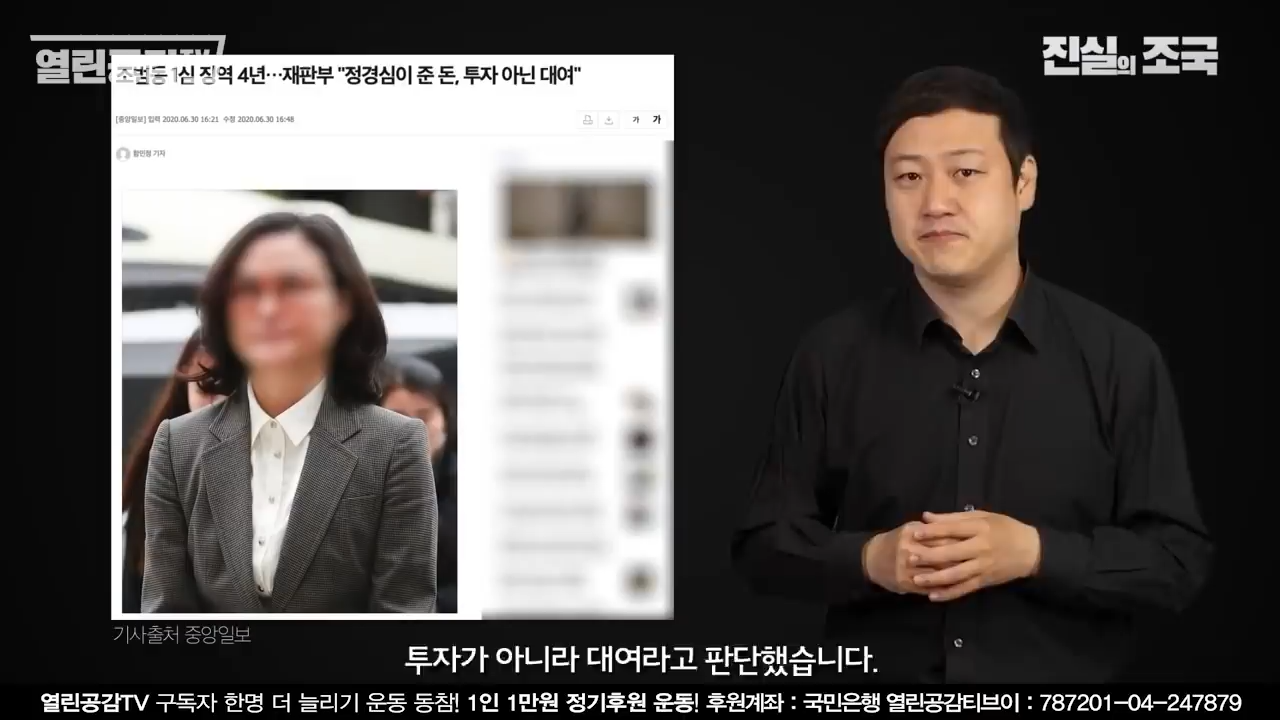 열린공감TV
진실의 조국
조범동 1심 징역 4년…재판부 "정경심이 준 돈, 투자 아닌 대여"
[중앙일보] 입력 2020.06.30 16:21 수정 2020.06.30 16:48
가 가
함민정 기자
기사출처 중앙일보
투자가 아니라 대여라고 판단했습니다.
열린공감TV 구독자 한명 더 늘리기 운동 동참! 1인 1만원 정기후원 운동! 후원계좌 : 국민은행 열린공감티브이 : 787201-04-247879